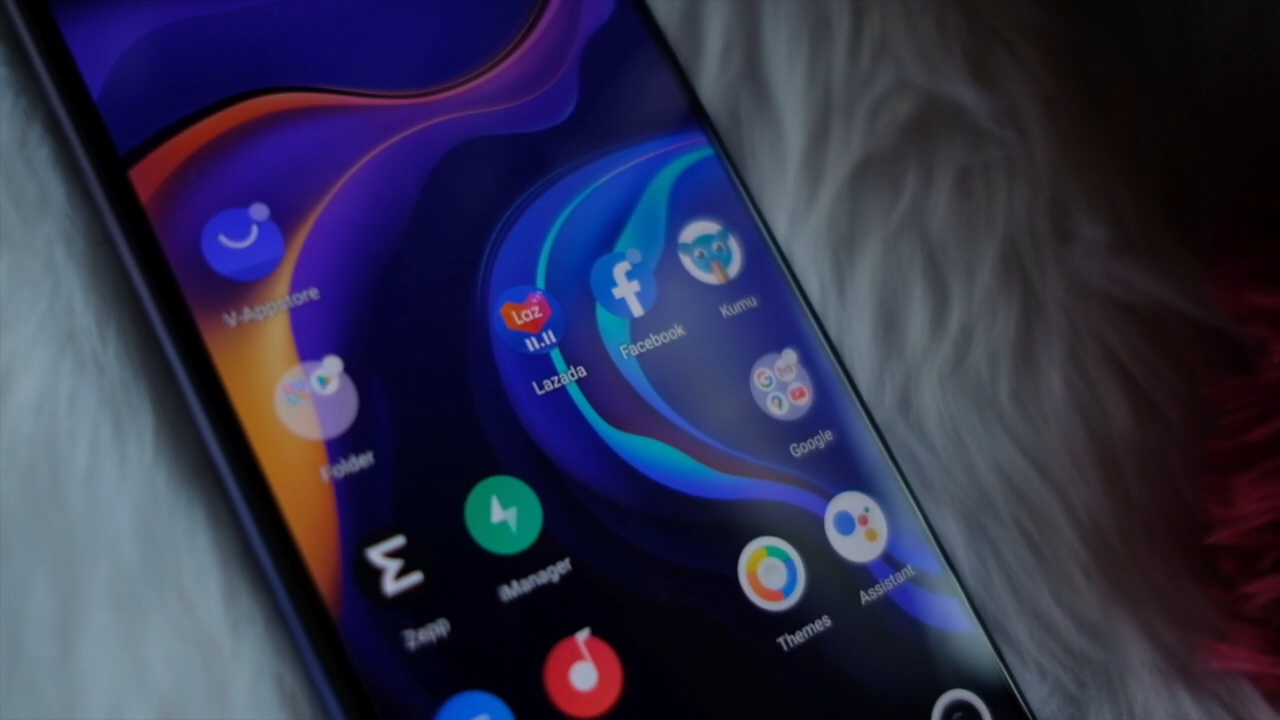 V-Appstore
Laz
11.11
Lazada
Facebook
Kumu
Folder
Google
iManager
Assistant
Zepp
Themes